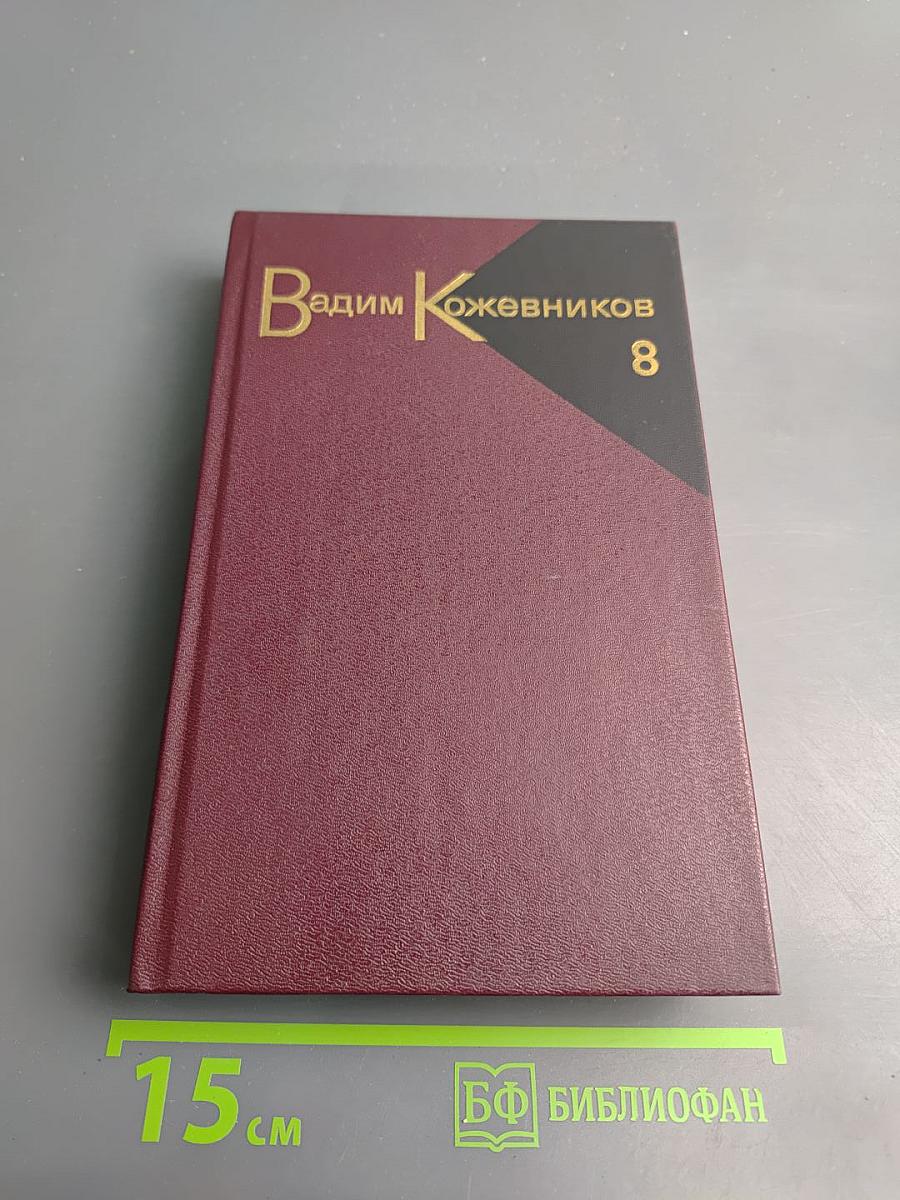 Вадим Кожевников
8
15 см
БФ БИБЛИОФАН